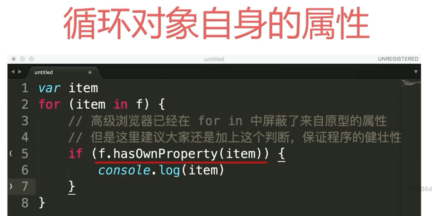 循环对象自身的属性
untitled
UNREGISTERED
untitled
1 var item
2 for (item in f) {
3 // 高级浏览器已经在 for in 中屏蔽了来自原型的属性
4 // 但是这里建议大家还是加上这个判断，保证程序的健壮性
5 if (f.hasOwnProperty(item)) {
6 console.log(item)
7 }
8 }